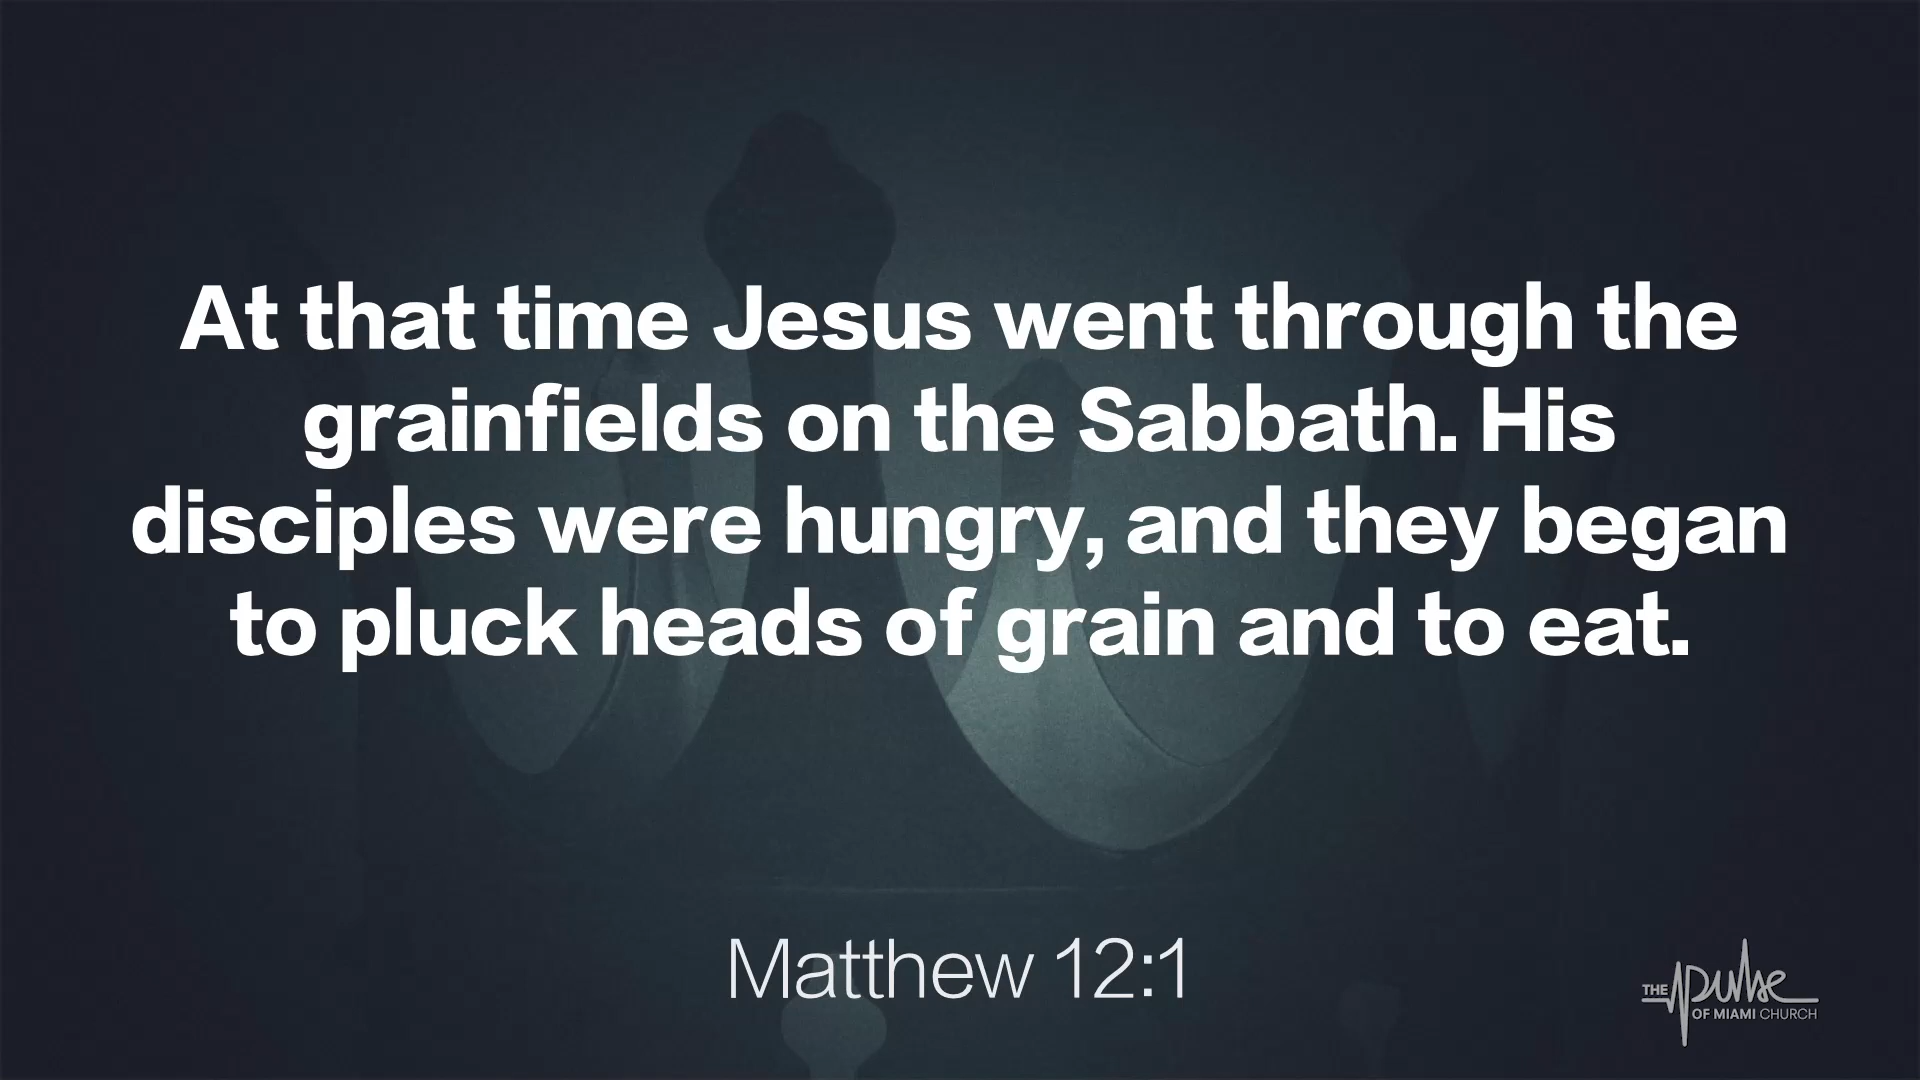 At that time Jesus went through the
grainfields on the Sabbath. His
disciples were hungry, and they began
to pluck heads of grain and to eat.
Matthew 12:1
THE pulse
OF MIAMI CHURCH